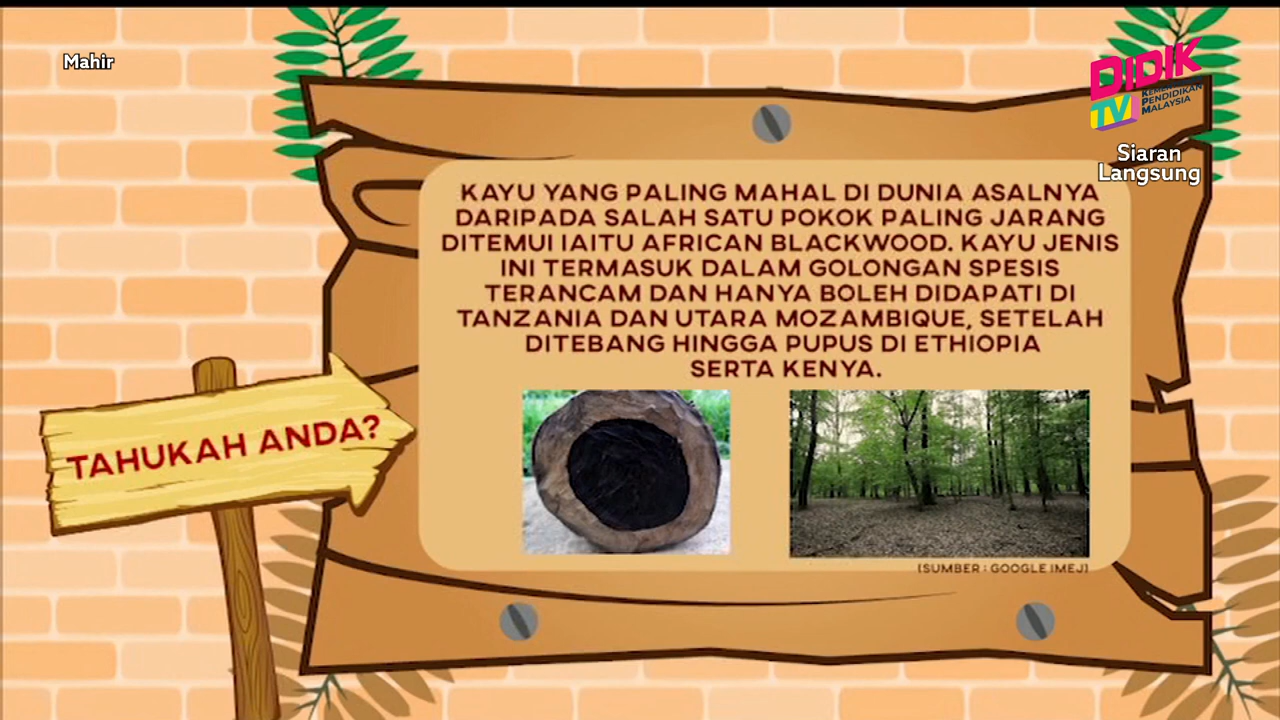 Mahir
DIDIK
TV
KEMENTERIAN
PENDIDIKAN
MALAYSIA
Siaran
Langsung
KAYU YANG PALING MAHAL DI DUNIA ASALNYA
DARIPADA SALAH SATU POKOK PALING JARANG
DITEMUI IAITU AFRICAN BLACKWOOD. KAYU JENIS
INI TERMASUK DALAM GOLONGAN SPESIS
TERANCAM DAN HANYA BOLEH DIDAPATI DI
TANZANIA DAN UTARA MOZAMBIQUE, SETELAH
DITEBANG HINGGA PUPUS DI ETHIOPIA
SERTA KENYA.
TAHUKAH ANDA?
(SUMBER : GOOGLE IMEJ)